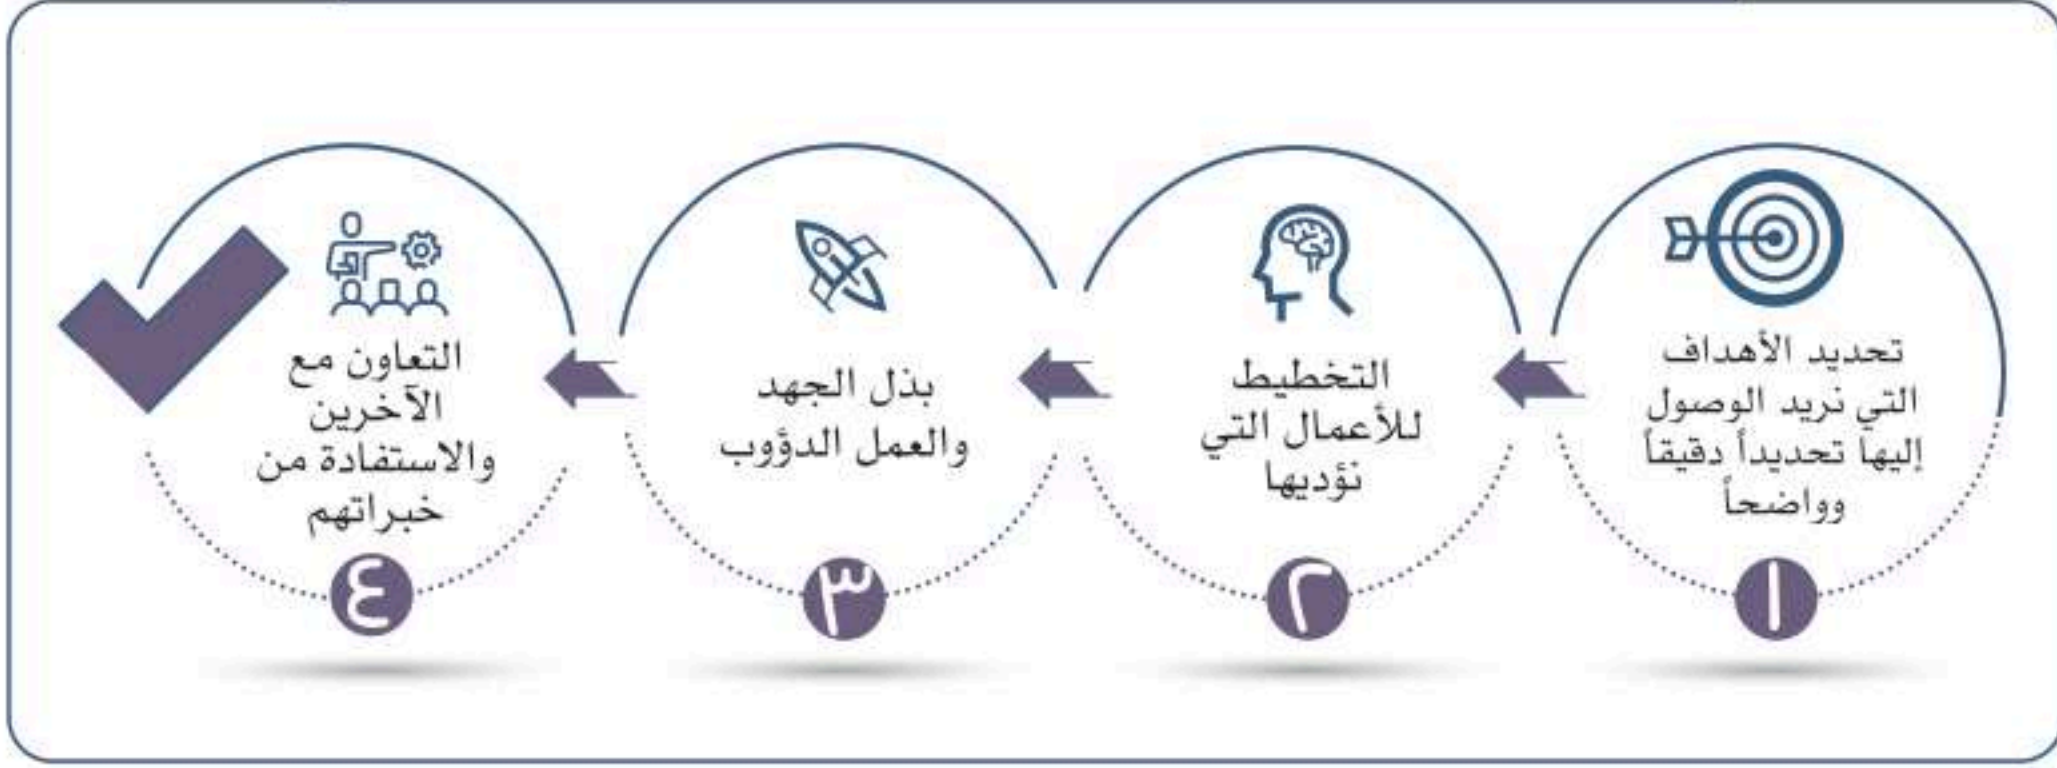 تحديد الأهداف
التي نريد الوصول
إليها تحديداً دقيقاً
وواضحاً
١
التخطيط
للأعمال التي
نؤديها
٢
بذل الجهد
والعمل الدؤوب
٣
التعاون مع
الآخرين
والاستفادة من
خبراتهم
٤